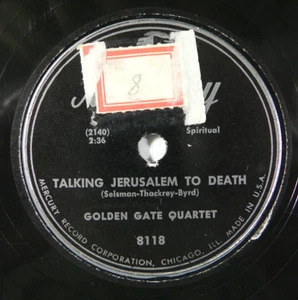 8
(2140)
2:36
Spiritual
TALKING JERUSALEM TO DEATH
(Seisman-Thackrey-Byrd)
GOLDEN GATE QUARTET
8118
MERCURY RECORD CORPORATION, CHICAGO, ILL. MADE IN U.S.A.